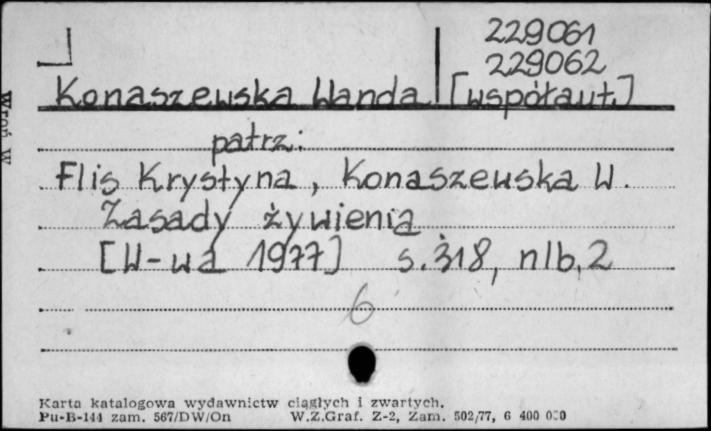 229061
229062
Konaszewska Wanda [współaut.]
patrz:
Flis Krystyna, Konaszewska W.
Zasady żywienia
[W-wa 1977] s. 318, nlb. 2
6
Karta katalogowa wydawnictw ciągłych i zwartych.
Pu-B-144 zam. 567/DW/On W.Z.Graf. Z-2, Zam. 502/77, 6 400 000